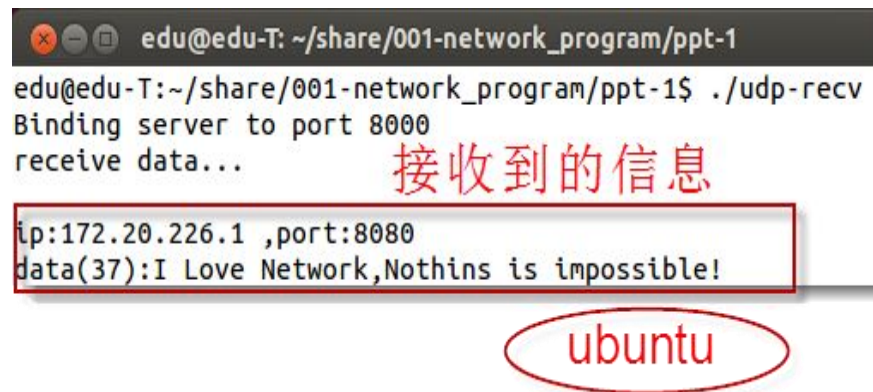 edu@edu-T: ~/share/001-network_program/ppt-1
edu@edu-T:~/share/001-network_program/ppt-1$ ./udp-recv
Binding server to port 8000
receive data...
接收到的信息
ip:172.20.226.1 ,port:8080
data(37):I Love Network,Nothins is impossible!
ubuntu